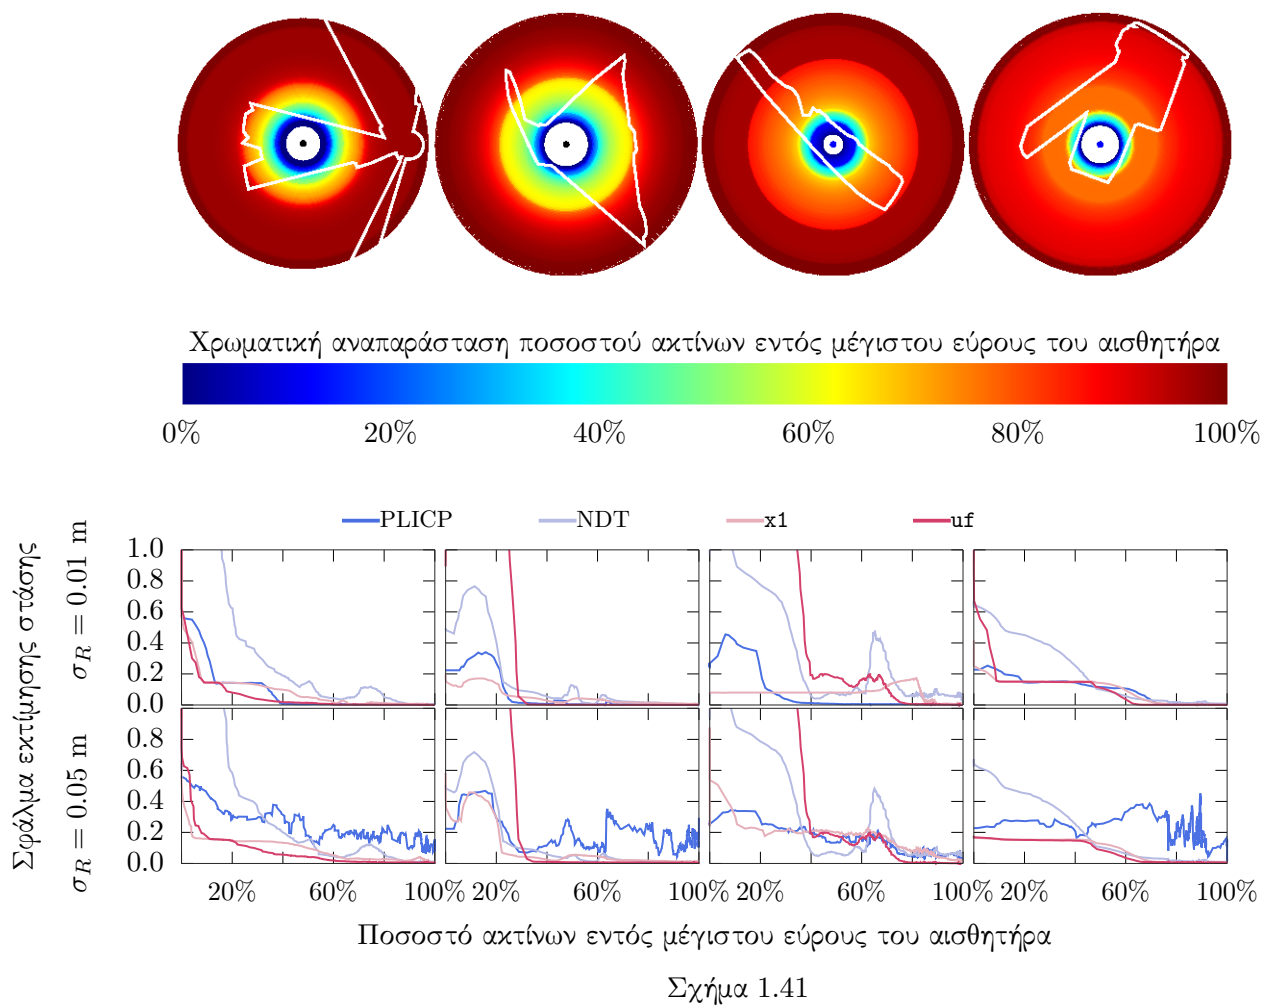 Χρωματική αναπαράσταση ποσοστού ακτίνων εντός μέγιστου εύρους του αισθητήρα
0% 20% 40% 60% 80% 100%
PLICP NDT x1 uf
Σφάλμα εκτίμησης στάσης
σR = 0.01 m
1.0
0.8
0.6
0.4
0.2
0.0
σR = 0.05 m
0.8
0.6
0.4
0.2
0.0
20% 60% 100% 20% 60% 100% 20% 60% 100% 20% 60% 100%
Ποσοστό ακτίνων εντός μέγιστου εύρους του αισθητήρα
Σχήμα 1.41